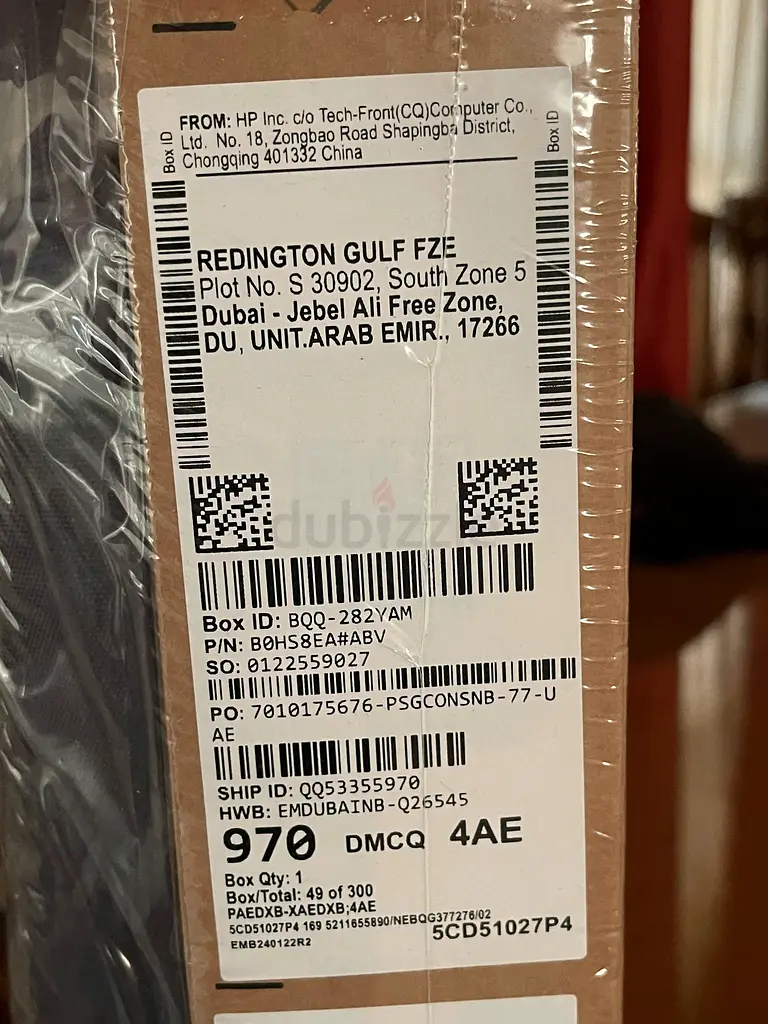 FROM: HP Inc. c/o Tech-Front(CQ)Computer Co.,
Ltd. No. 18, Zongbao Road Shapingba District,
Chongqing 401332 China
Box ID
Box ID
REDINGTON GULF FZE
Plot No. S 30902, South Zone 5
Dubai - Jebel Ali Free Zone,
DU, UNIT.ARAB EMIR., 17266
dubizzle
Box ID: BQQ-282YAM
P/N: B0HS8EA#ABV
SO: 0122559027
PO: 7010175676-PSGCONSNB-77-U
AE
SHIP ID: QQ53355970
HWB: EMDUBAINB-Q26545
970 DMCQ 4AE
Box Qty: 1
Box/Total: 49 of 300
PAEDXB-XAEDXB;4AE
5CD51027P4 169 5211655890/NEBQG377276/02
EMB240122R2 5CD51027P4